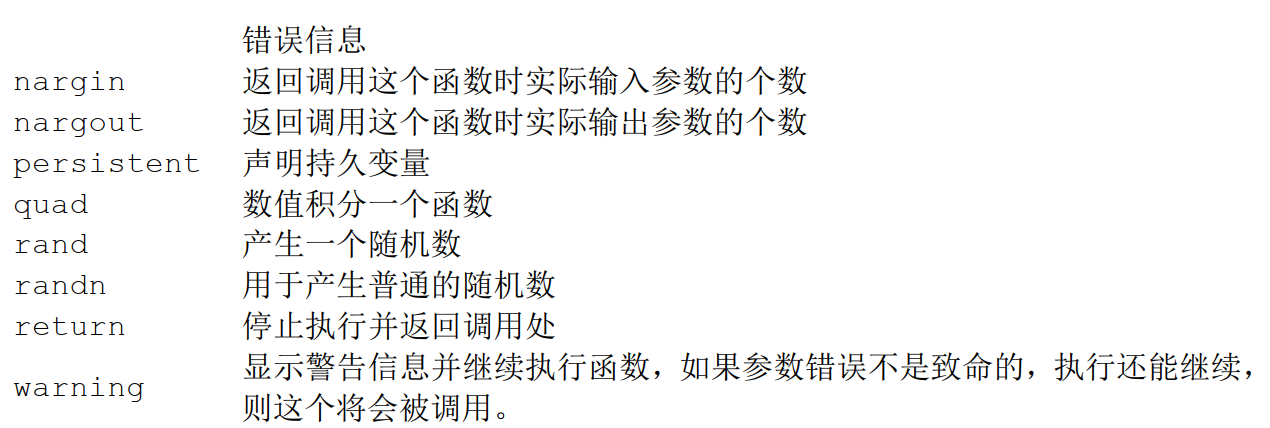 错误信息
nargin 返回调用这个函数时实际输入参数的个数
nargout 返回调用这个函数时实际输出参数的个数
persistent 声明持久变量
quad 数值积分一个函数
rand 产生一个随机数
randn 用于产生普通的随机数
return 停止执行并返回调用处
warning 显示警告信息并继续执行函数，如果参数错误不是致命的，执行还能继续，
则这个将会被调用。